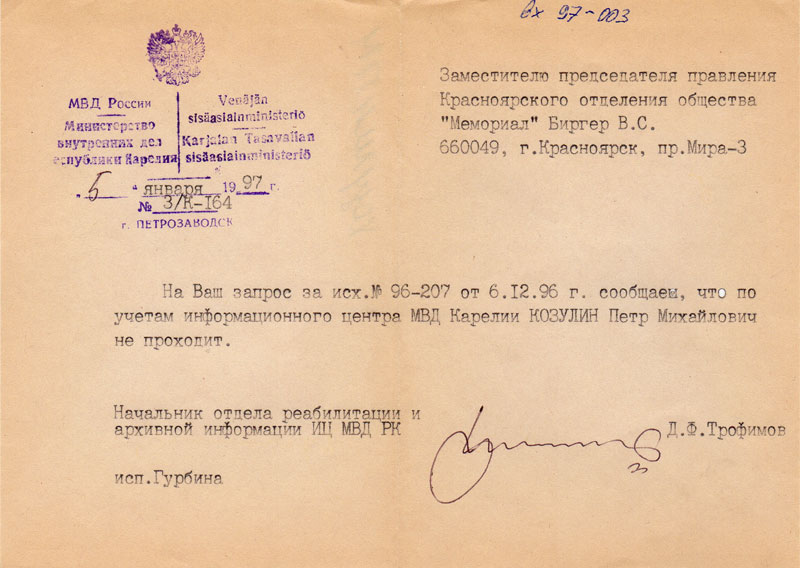 вх 97-003
МВД России
Министерство
внутренних дел
еспублики Карелия
Venäjän
sisäasiainministeriö
Karjalan Tasavallan
sisäasiainministeriö
"5" января 1997 г.
№ 3/К-164
г. ПЕТРОЗАВОДСК
Заместителю председателя правления
Красноярского отделения общества
"Мемориал" Биргер В.С.
660049, г.Красноярск, пр.Мира-3
На Ваш запрос за исх.№ 96-207 от 6.12.96 г. сообщаем, что по
учетам информационного центра МВД Карелии КОЗУЛИН Петр Михайлович
не проходит.
Начальник отдела реабилитации и
архивной информации ИЦ МВД РК
Д.Ф.Трофимов
исп.Гурбина